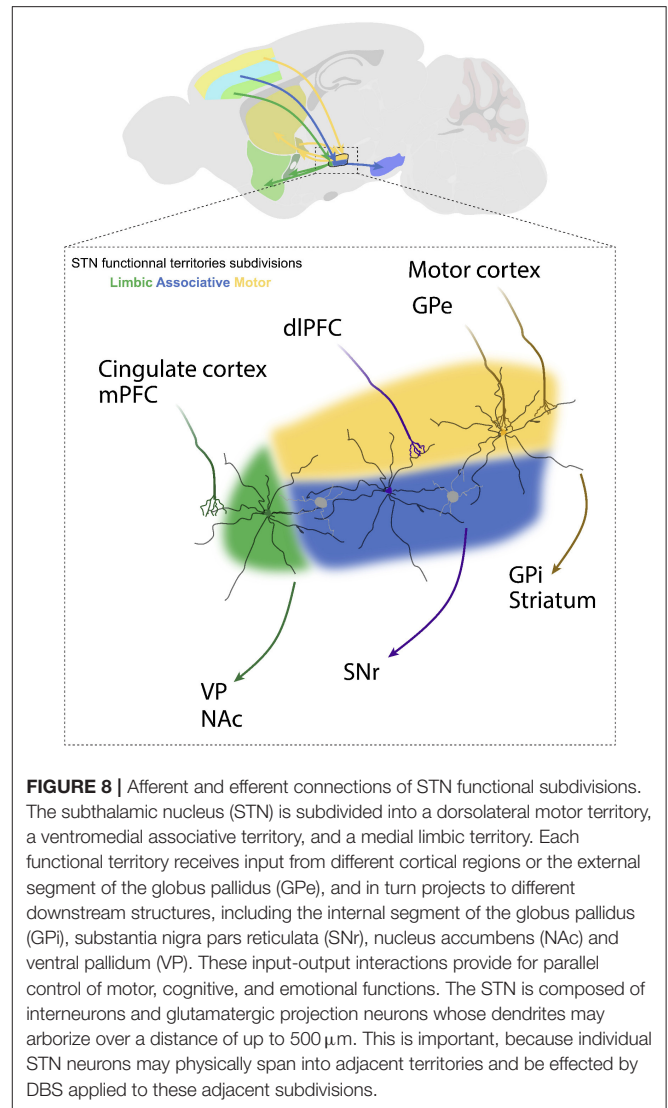 STN functionnal territories subdivisions
Limbic Associative Motor
Motor cortex
GPe
dlPFC
Cingulate cortex
mPFC
GPi
Striatum
SNr
VP
NAc
FIGURE 8 | Afferent and efferent connections of STN functional subdivisions.
The subthalamic nucleus (STN) is subdivided into a dorsolateral motor territory,
a ventromedial associative territory, and a medial limbic territory. Each
functional territory receives input from different cortical regions or the external
segment of the globus pallidus (GPe), and in turn projects to different
downstream structures, including the internal segment of the globus pallidus
(GPi), substantia nigra pars reticulata (SNr), nucleus accumbens (NAc) and
ventral pallidum (VP). These input-output interactions provide for parallel
control of motor, cognitive, and emotional functions. The STN is composed of
interneurons and glutamatergic projection neurons whose dendrites may
arborize over a distance of up to 500 μm. This is important, because individual
STN neurons may physically span into adjacent territories and be effected by
DBS applied to these adjacent subdivisions.